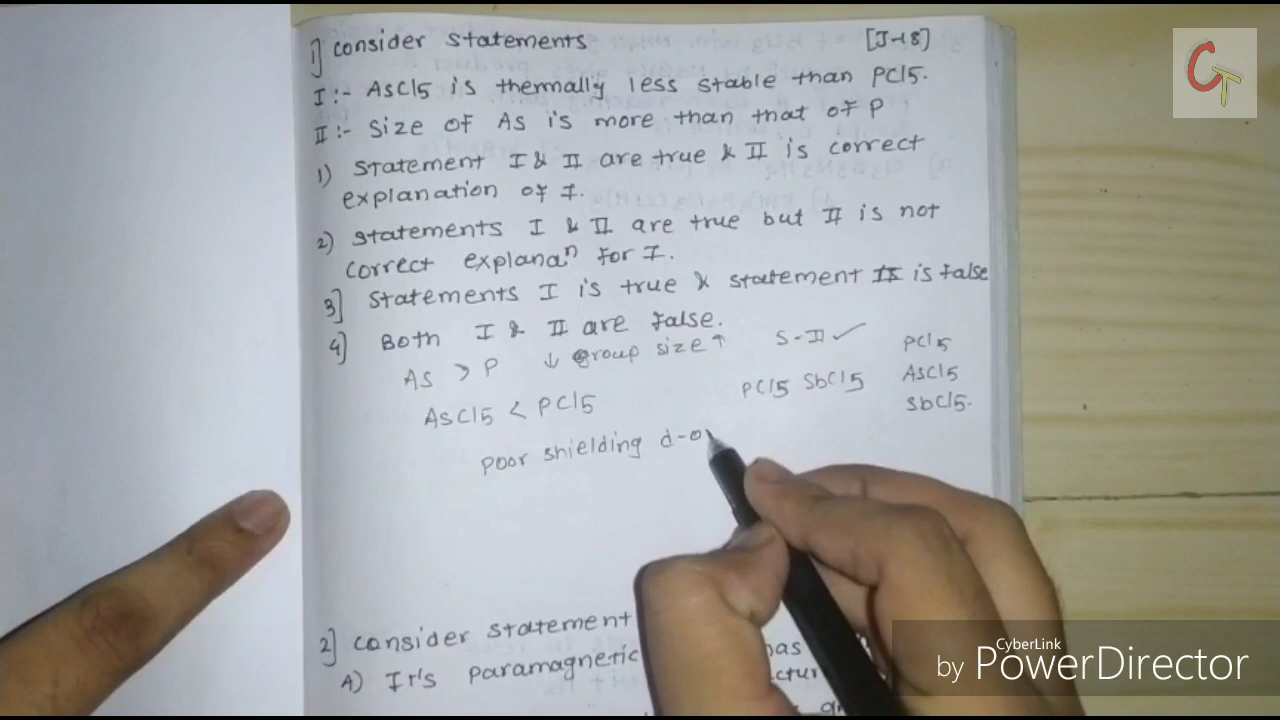 1] Consider statements [J-18]
I :- AsCl5 is thermally less stable than PCl5.
II :- Size of As is more than that of P
1) Statement I & II are true & II is correct
explanation of I.
2) Statements I & II are true but II is not
correct explanaⁿ for I.
3] Statements I is true & statement II is false
4] Both I & II are false.
As > P ↓ group size ↑ S-II ✓ PCl5
AsCl5 < PCl5 PCl5 SbCl5 AsCl5
SbCl5.
poor shielding d-o
2] Consider statement
A) It's paramagnetic has
CT
CyberLink
by PowerDirector